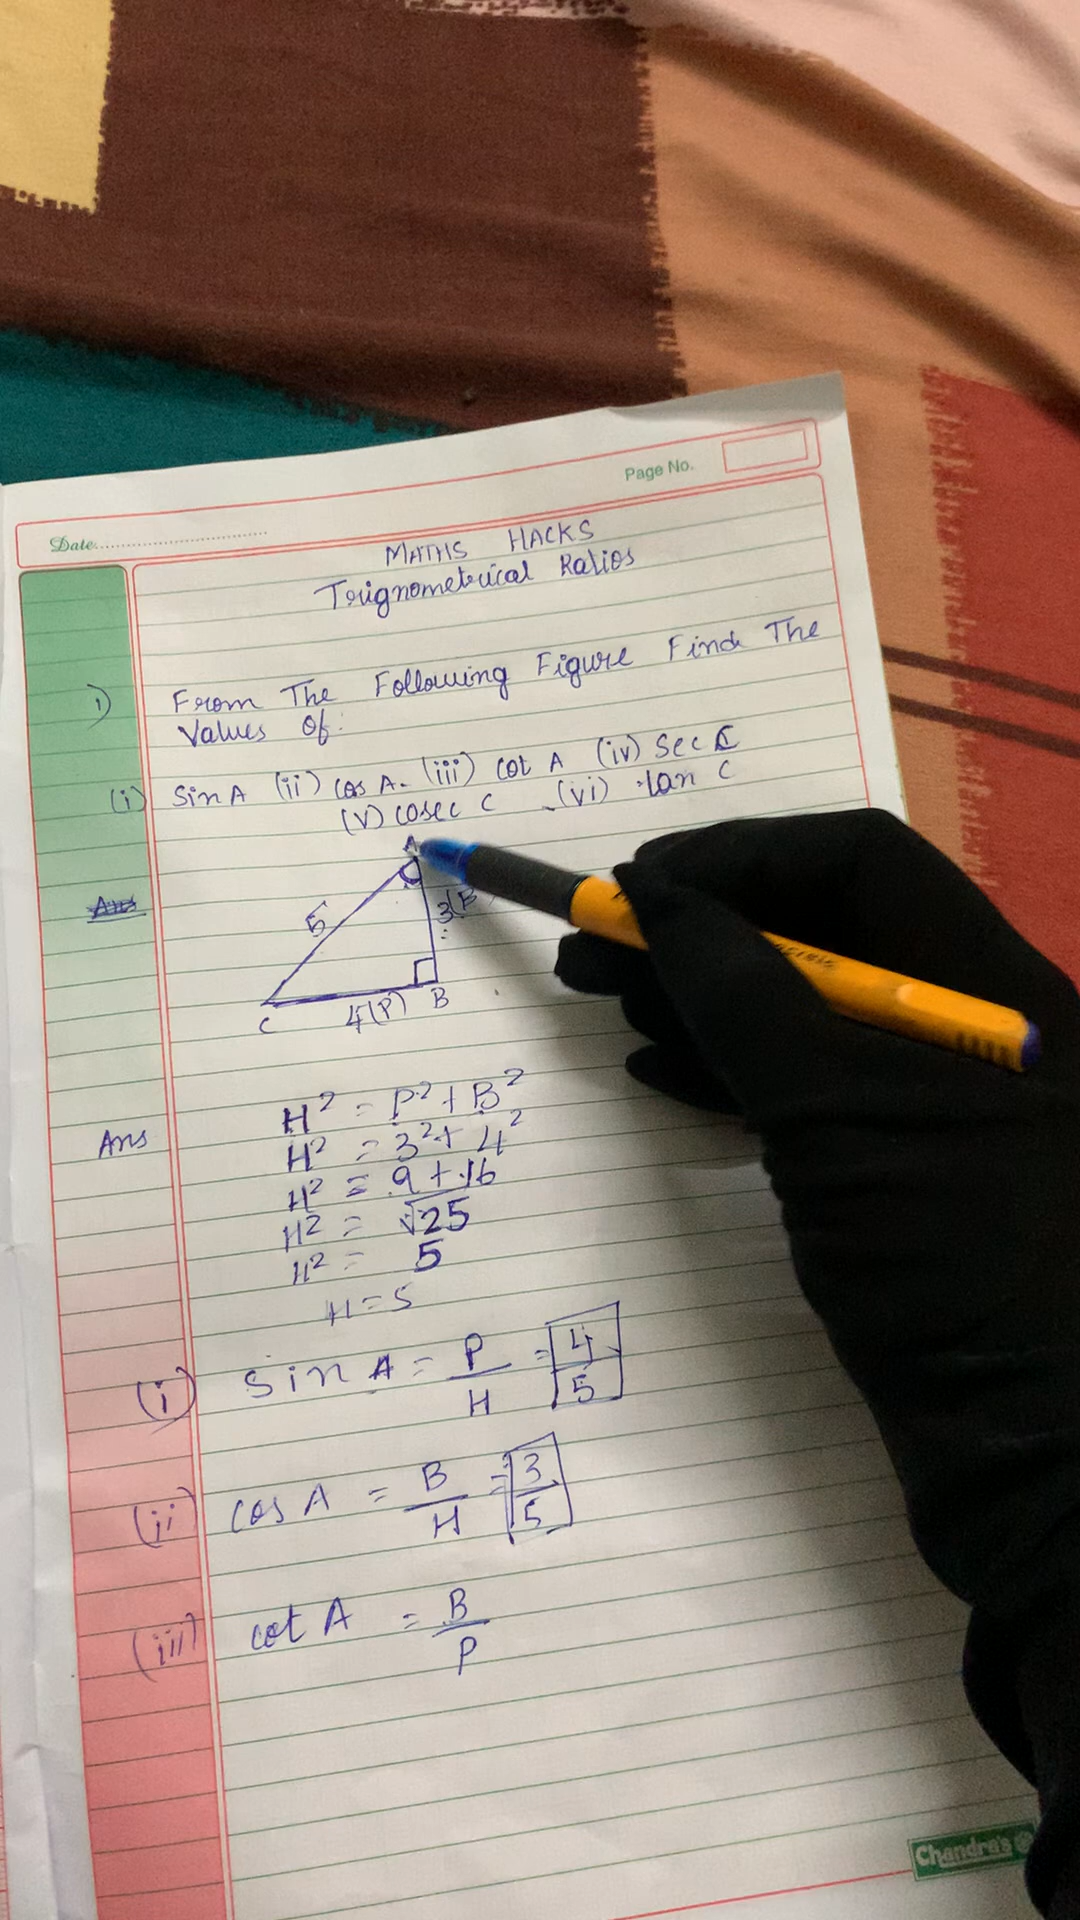 Page No.
Date
MATHS HACKS
Trignometrical Ratios
1) From The Following Figure Find The
Values Of:
(i) Sin A (ii) cos A. (iii) cot A (iv) Sec C
(v) cosec C (vi) tan C
A
Ans
5
3(B
4(P)
B
C
H² = P² + B²
Ans
H² = 3² + 4²
H² = 9 + 16
H² = √25
H² = 5
H = 5
(i) Sin A = P/H = 4/5
(ii) cos A = B/H = 3/5
(iii) cot A = B/P
Chandra's